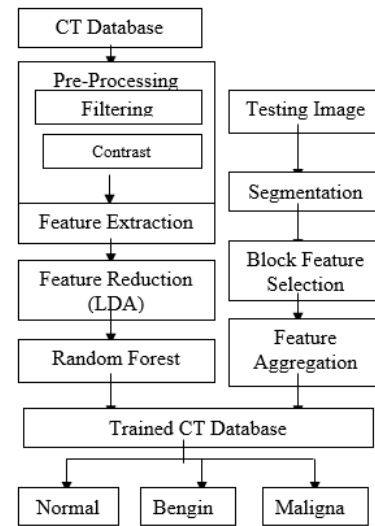 CT Database
Pre-Processing
Filtering
Contrast
Feature Extraction
Feature Reduction
(LDA)
Random Forest
Testing Image
Segmentation
Block Feature
Selection
Feature
Aggregation
Trained CT Database
Normal
Bengin
Maligna